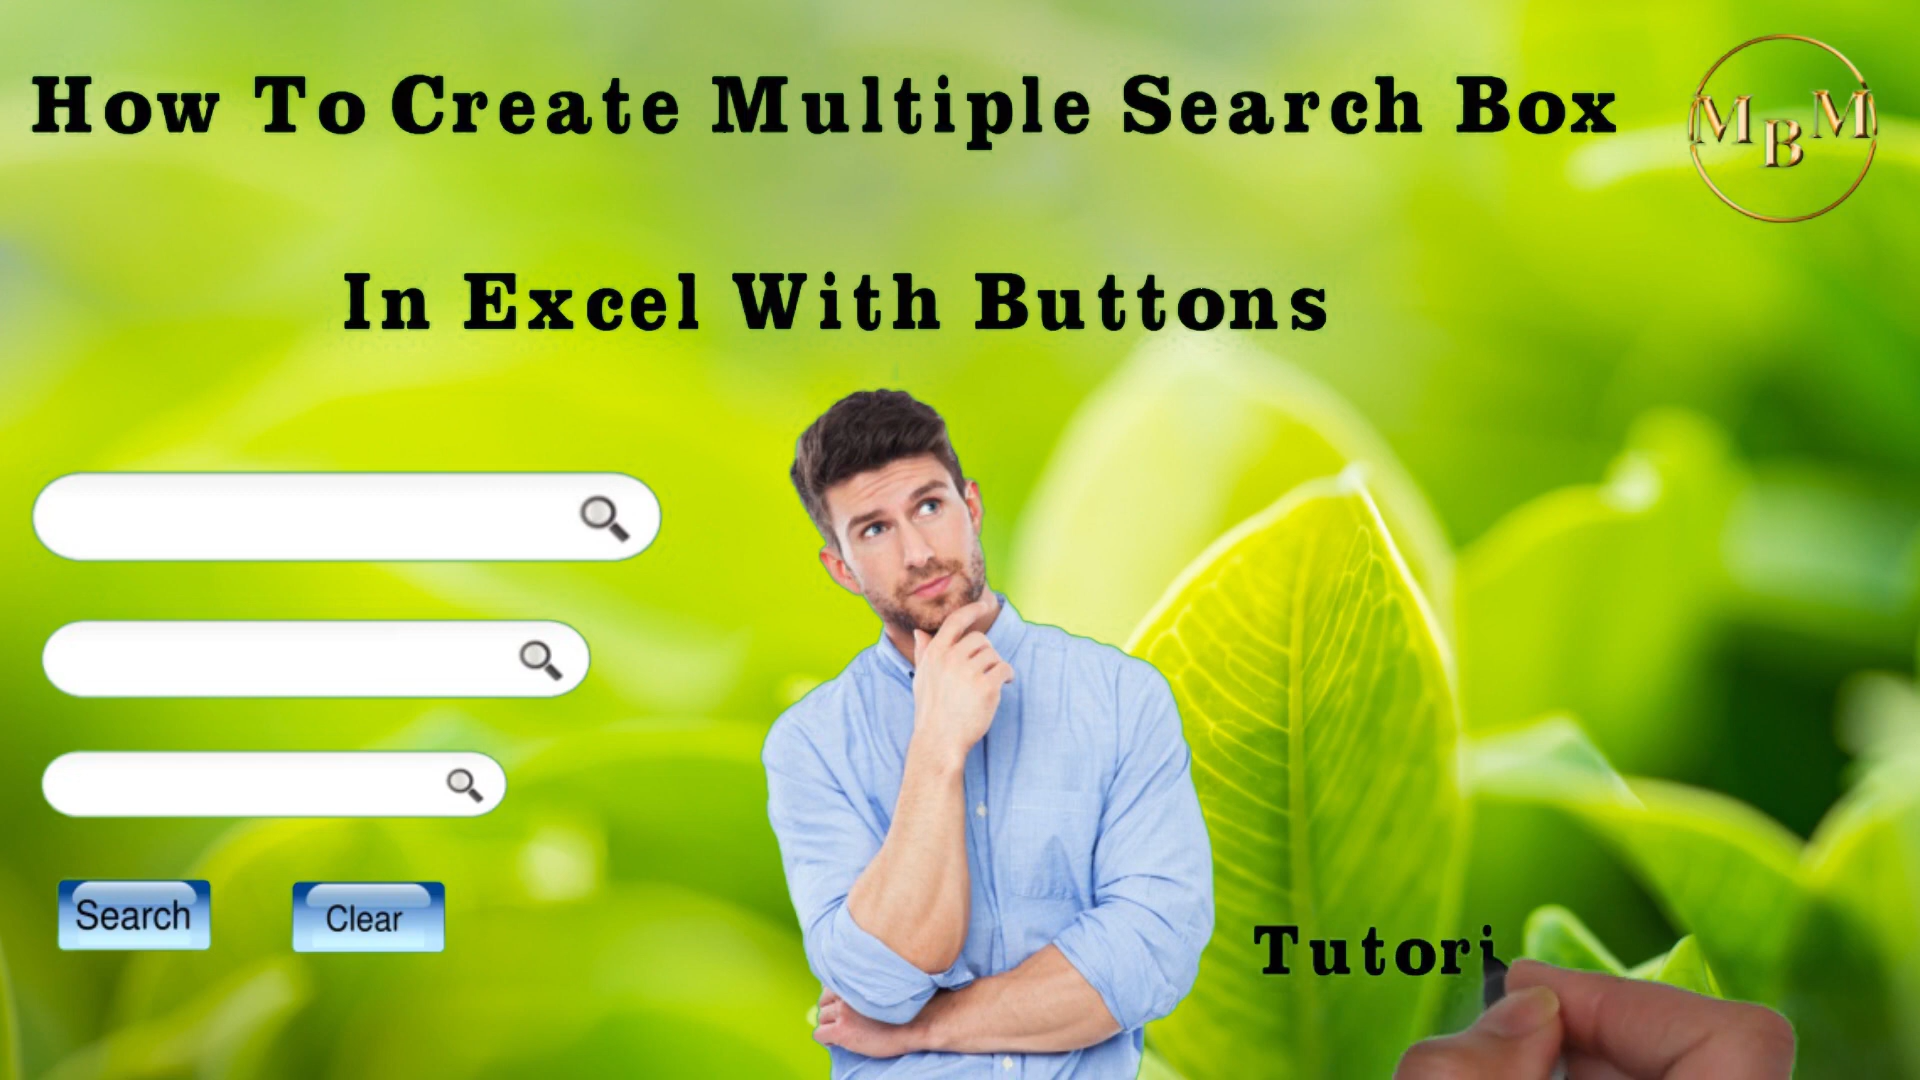 How To Create Multiple Search Box
MBM
In Excel With Buttons
Search
Clear
Tutori